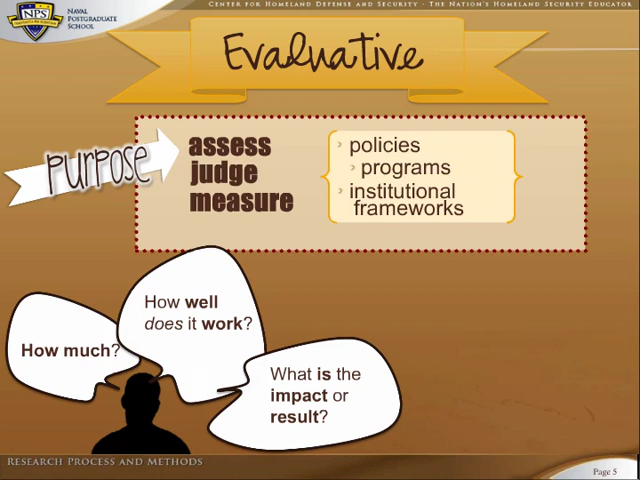 NPS
NAVAL
POSTGRADUATE
SCHOOL
CENTER FOR HOMELAND DEFENSE AND SECURITY · THE NATION'S HOMELAND SECURITY EDUCATOR
Evaluative
purpose
assess
judge
measure
› policies
› programs
› institutional
frameworks
How much?
How well
does it work?
What is the
impact or
result?
RESEARCH PROCESS AND METHODS
Page 5